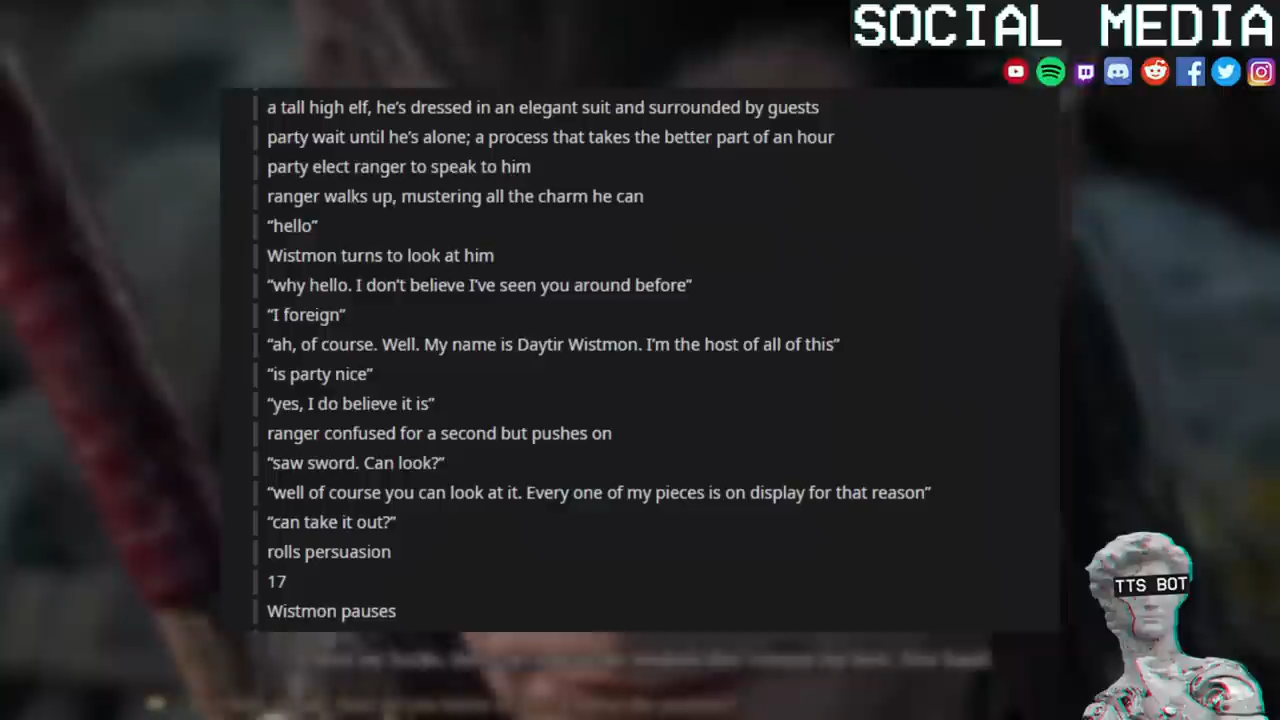 SOCIAL MEDIA
a tall high elf, he’s dressed in an elegant suit and surrounded by guests
party wait until he’s alone; a process that takes the better part of an hour
party elect ranger to speak to him
ranger walks up, mustering all the charm he can
“hello”
Wistmon turns to look at him
“why hello. I don’t believe I’ve seen you around before”
“I foreign”
“ah, of course. Well. My name is Daytir Wistmon. I’m the host of all of this”
“is party nice”
“yes, I do believe it is”
ranger confused for a second but pushes on
“saw sword. Can look?”
“well of course you can look at it. Every one of my pieces is on display for that reason”
“can take it out?”
rolls persuasion
17
Wistmon pauses
TTS BOT